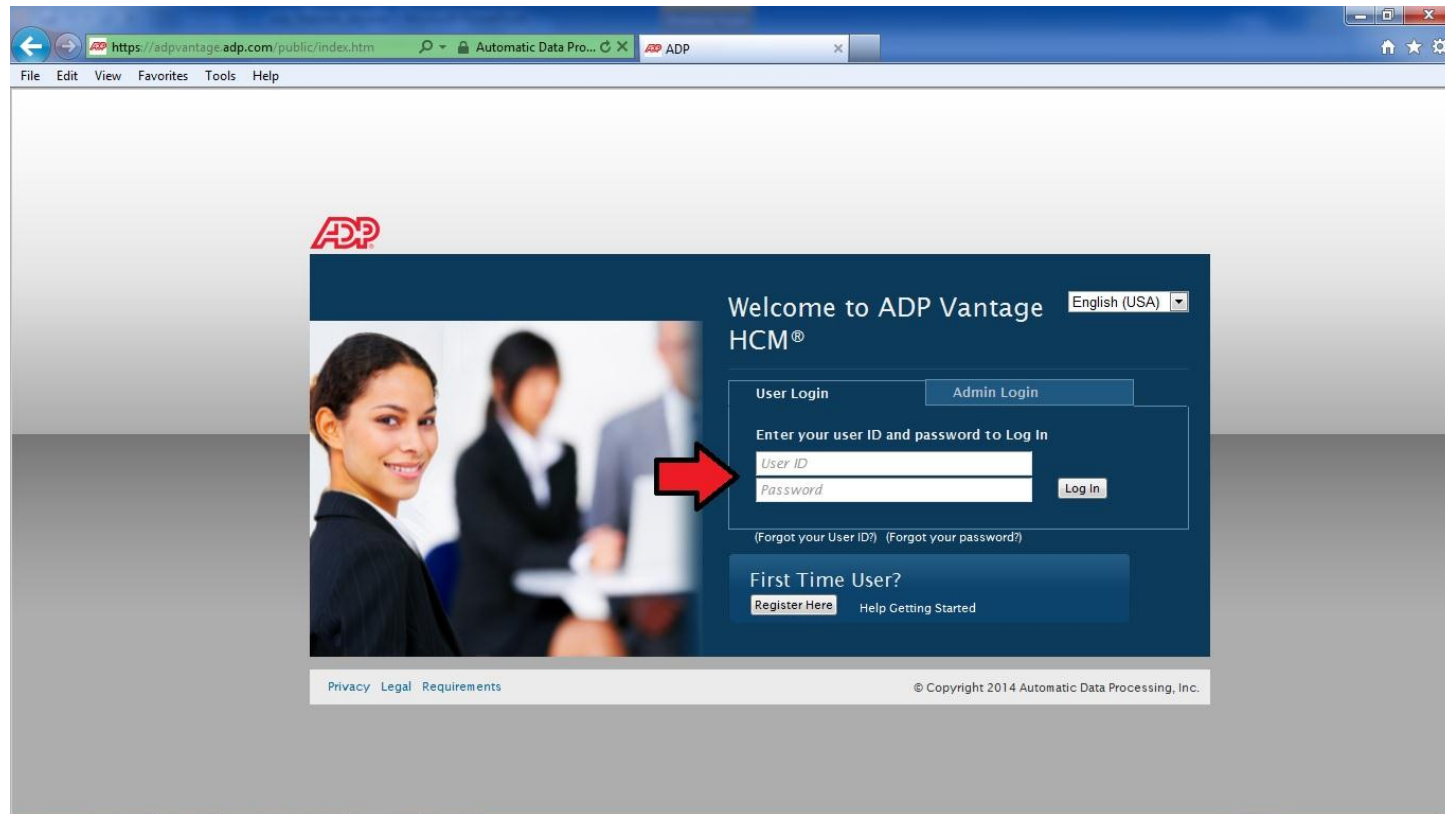 https://adpvantage.adp.com/public/index.htm
Automatic Data Pro...
ADP
File Edit View Favorites Tools Help
ADP
Welcome to ADP Vantage
HCM®
English (USA)
User Login
Admin Login
Enter your user ID and password to Log In
User ID
Password
Log In
(Forgot your User ID?) (Forgot your password?)
First Time User?
Register Here
Help Getting Started
Privacy Legal Requirements
© Copyright 2014 Automatic Data Processing, Inc.